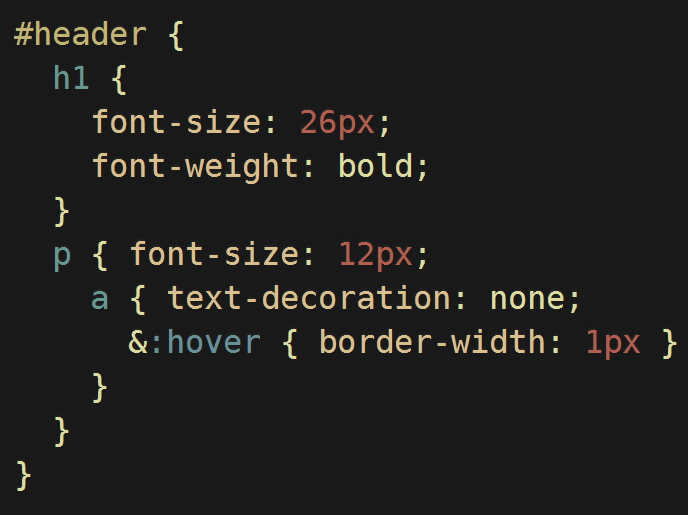 #header {
  h1 {
    font-size: 26px;
    font-weight: bold;
  }
  p { font-size: 12px;
    a { text-decoration: none;
      &:hover { border-width: 1px }
    }
  }
}